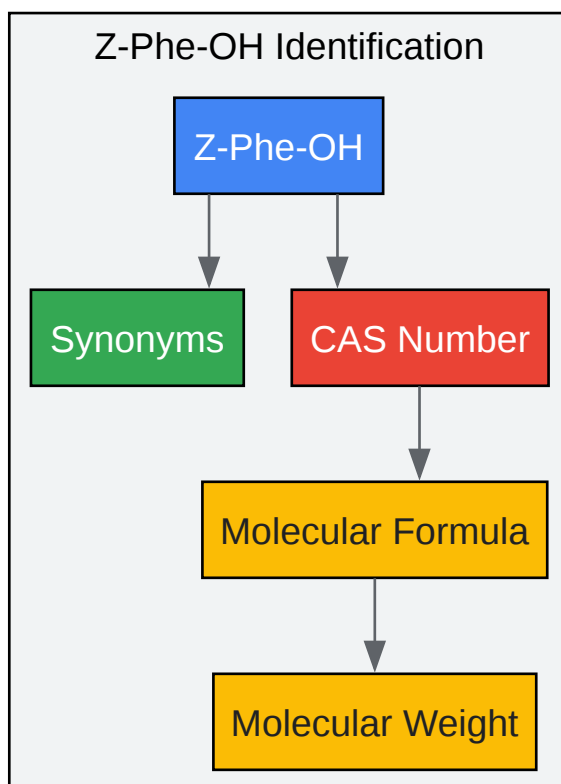 Z-Phe-OH Identification
Z-Phe-OH
Synonyms
CAS Number
Molecular Formula
Molecular Weight